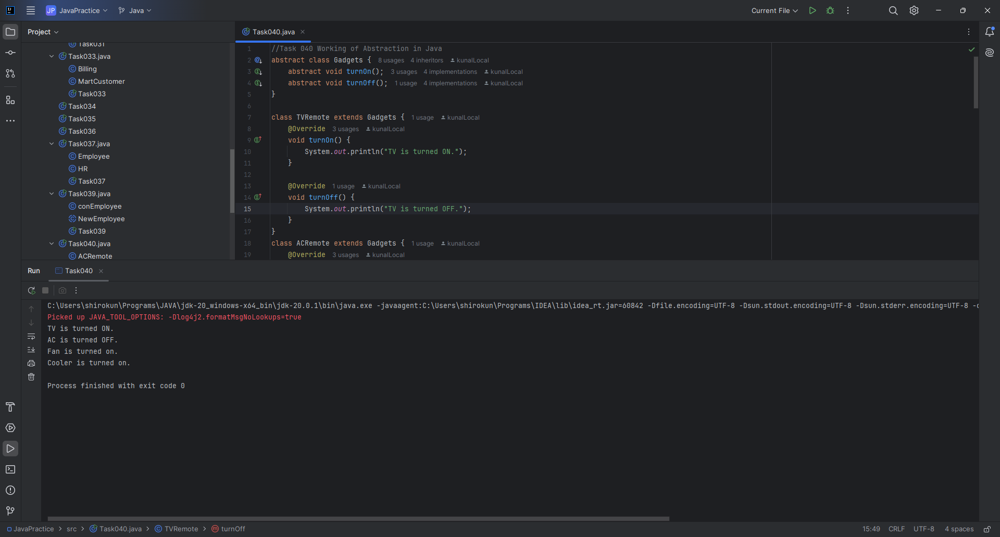 JP JavaPractice Java Current File
Project
Task040.java
Task031
Task033.java
Billing
MartCustomer
Task033
Task034
Task035
Task036
Task037.java
Employee
HR
Task037
Task039.java
conEmployee
NewEmployee
Task039
Task040.java
ACRemote
1 //Task 040 Working of Abstraction in Java
2 abstract class Gadgets { 8 usages 4 inheritors kunalLocal
3 abstract void turnOn(); 3 usages 4 implementations kunalLocal
4 abstract void turnOff(); 1 usage 4 implementations kunalLocal
5 }
6
7 class TVRemote extends Gadgets { 1 usage kunalLocal
8 @Override 3 usages kunalLocal
9 void turnOn() {
10 System.out.println("TV is turned ON.");
11 }
12
13 @Override 1 usage kunalLocal
14 void turnOff() {
15 System.out.println("TV is turned OFF.");
16 }
17 }
18 class ACRemote extends Gadgets { 1 usage kunalLocal
19 @Override 3 usages kunalLocal
Run Task040
C:\Users\shirokun\Programs\JAVA\jdk-20_windows-x64_bin\jdk-20.0.1\bin\java.exe -javaagent:C:\Users\shirokun\Programs\IDEA\lib\idea_rt.jar=60842 -Dfile.encoding=UTF-8 -Dsun.stdout.encoding=UTF-8 -Dsun.stderr.encoding=UTF-8
Picked up JAVA_TOOL_OPTIONS: -Dlog4j2.formatMsgNoLookups=true
TV is turned ON.
AC is turned OFF.
Fan is turned on.
Cooler is turned on.
Process finished with exit code 0
JavaPractice > src > Task040.java > TVRemote > turnOff 15:49 CRLF UTF-8 4 spaces